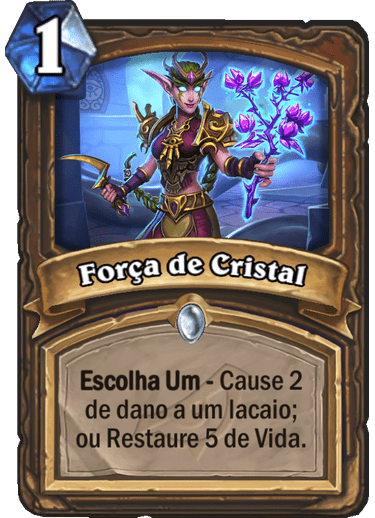 1
Força de Cristal
Escolha Um - Cause 2
de dano a um lacaio;
ou Restaure 5 de Vida.